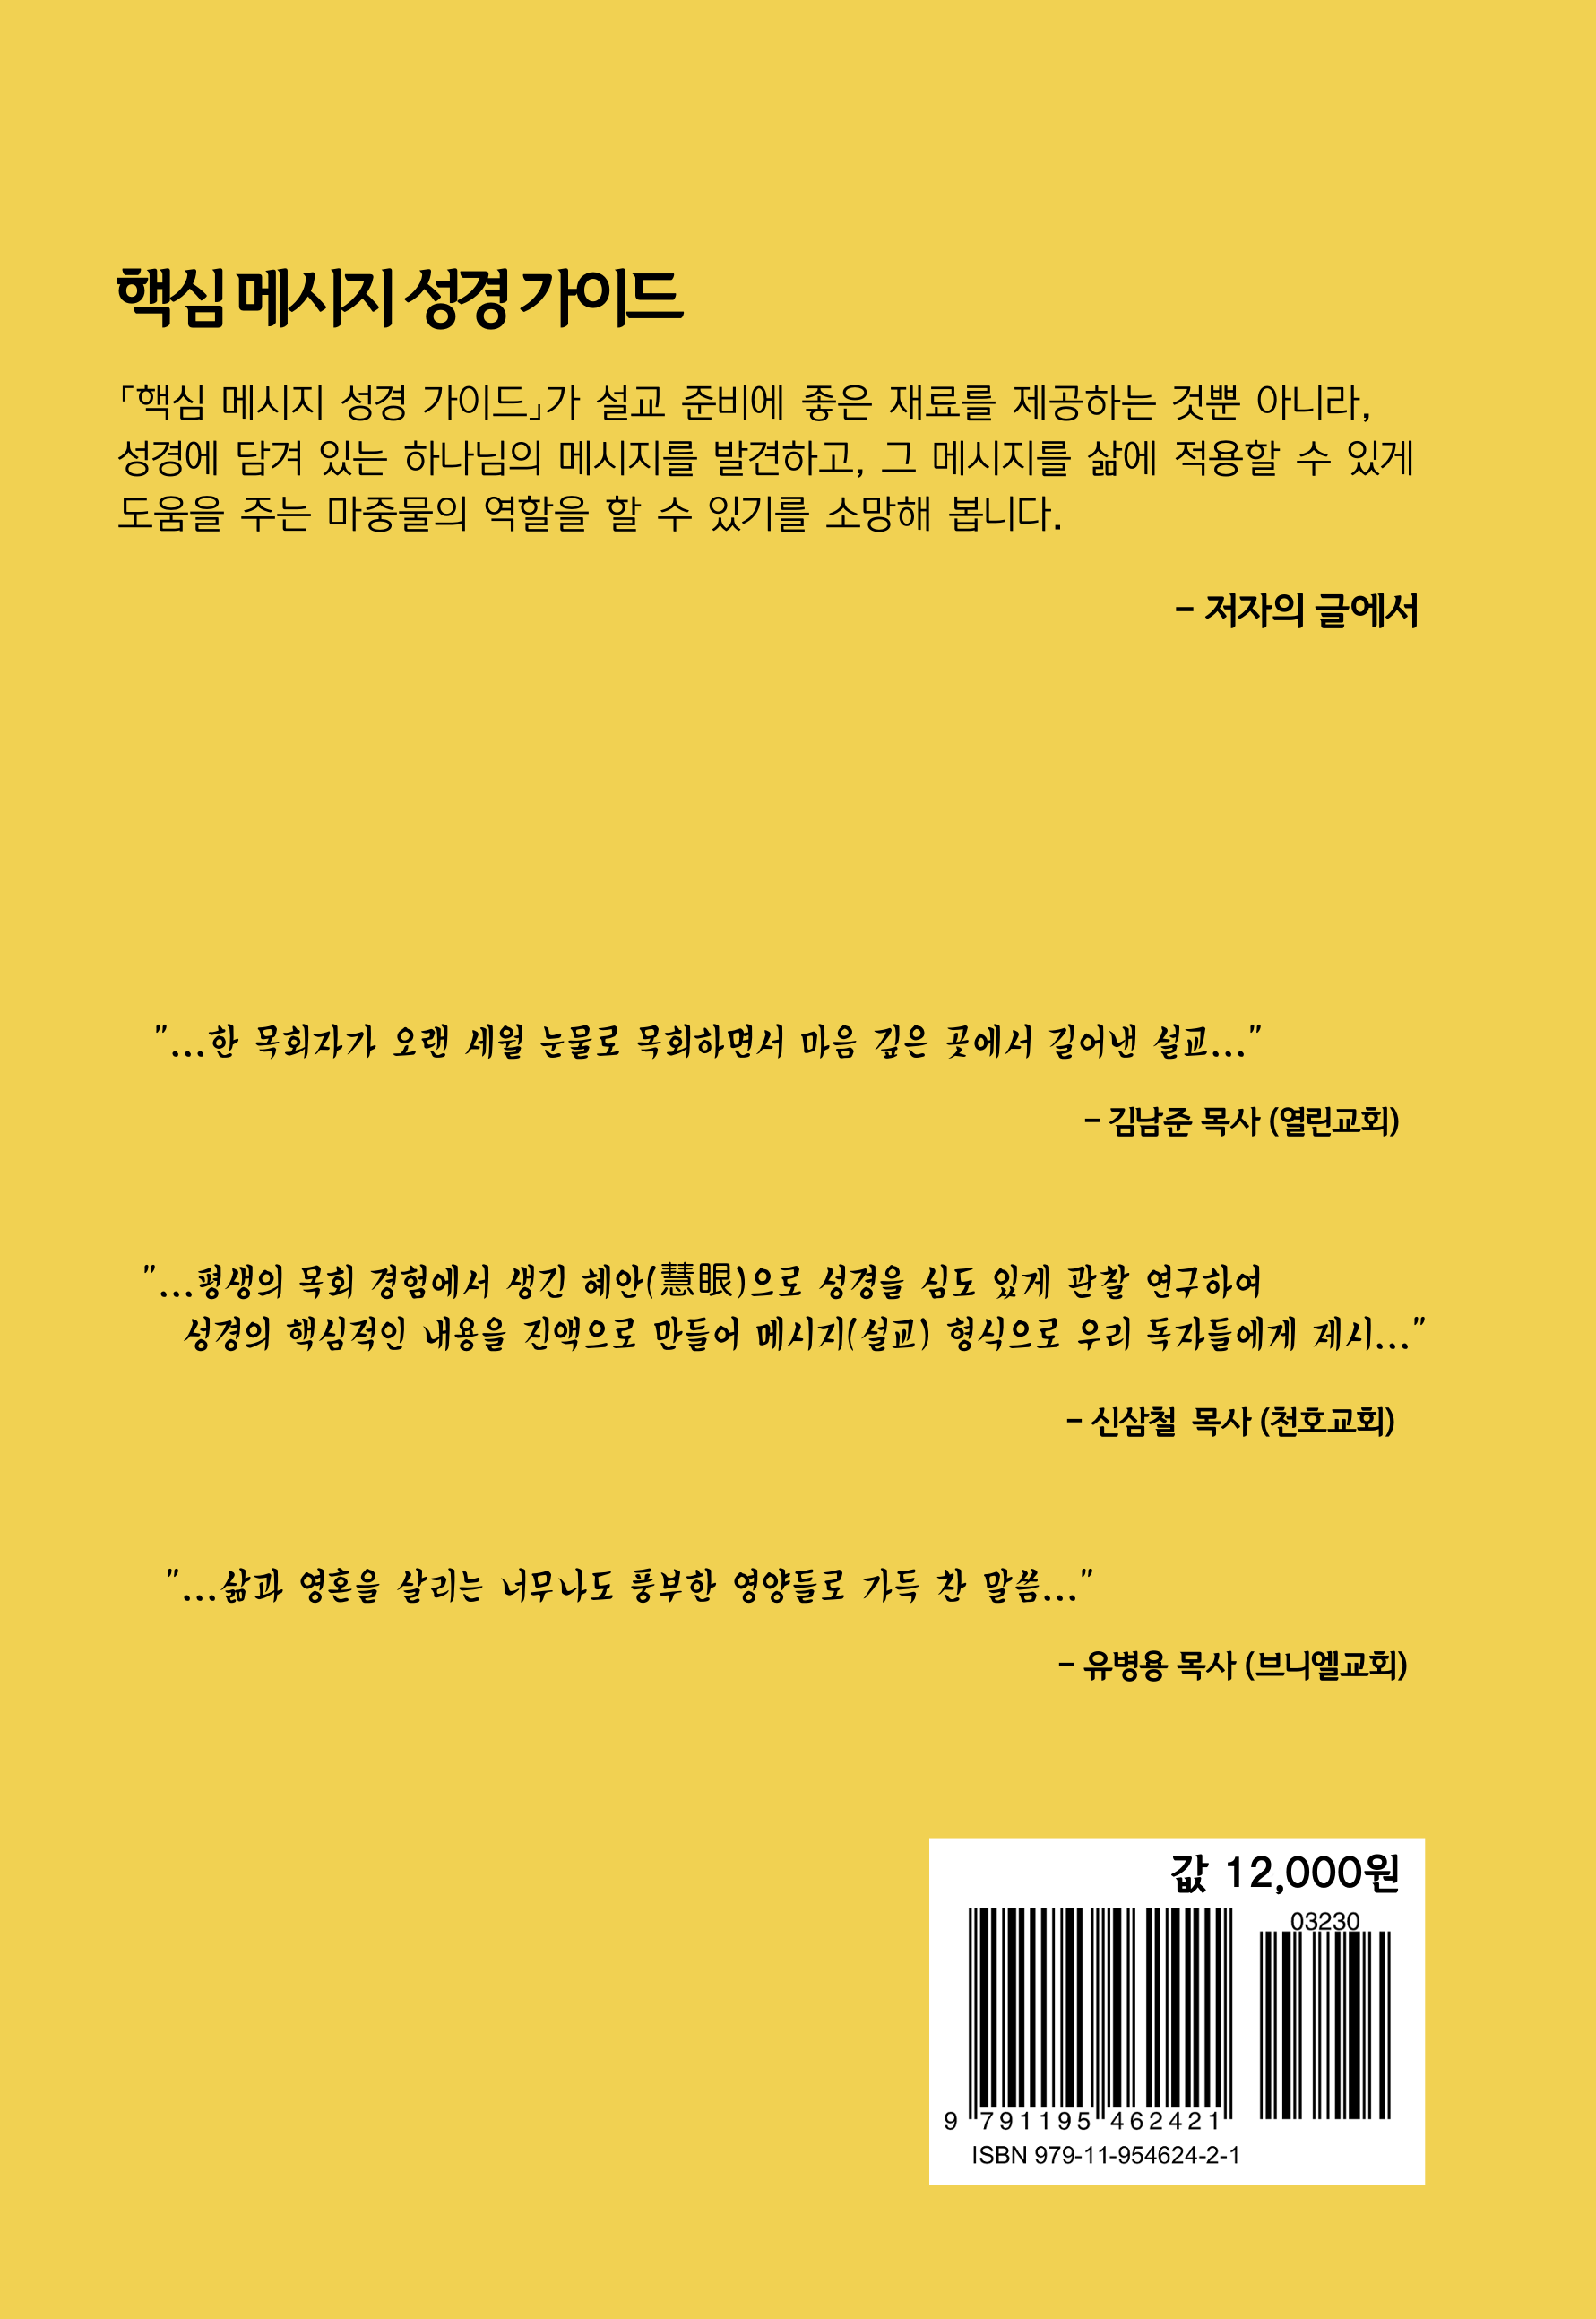 핵심 메시지 성경 가이드
「핵심 메시지 성경 가이드」가 설교 준비에 좋은 재료를 제공하는 것뿐 아니라,
성경에 담겨 있는 하나님의 메시지를 발견하고, 그 메시지를 삶에 적용할 수 있게
도움을 주는 마중물의 역할을 할 수 있기를 소망해 봅니다.
- 저자의 글에서
"...한 목회자가 오랜 세월 눈물로 목회하면서 마음 깊은 곳에서 길어낸 설교..."
- 김남준 목사 (열린교회)
"...평생의 목회 경험에서 생긴 혜안(慧眼)으로 성경을 심도 있게 관찰 연구하여
성경의 핵심적인 내용을 진액으로 만들어 메시지(설교) 형식으로 우리 독자들에게 제시..."
- 신삼철 목사 (천호교회)
"...삶과 영혼을 살리는 너무나도 풍부한 영양들로 가득 찬 말씀..."
- 유병용 목사 (브니엘교회)
값 12,000원
03230
9 791195 462421
ISBN 979-11-954624-2-1